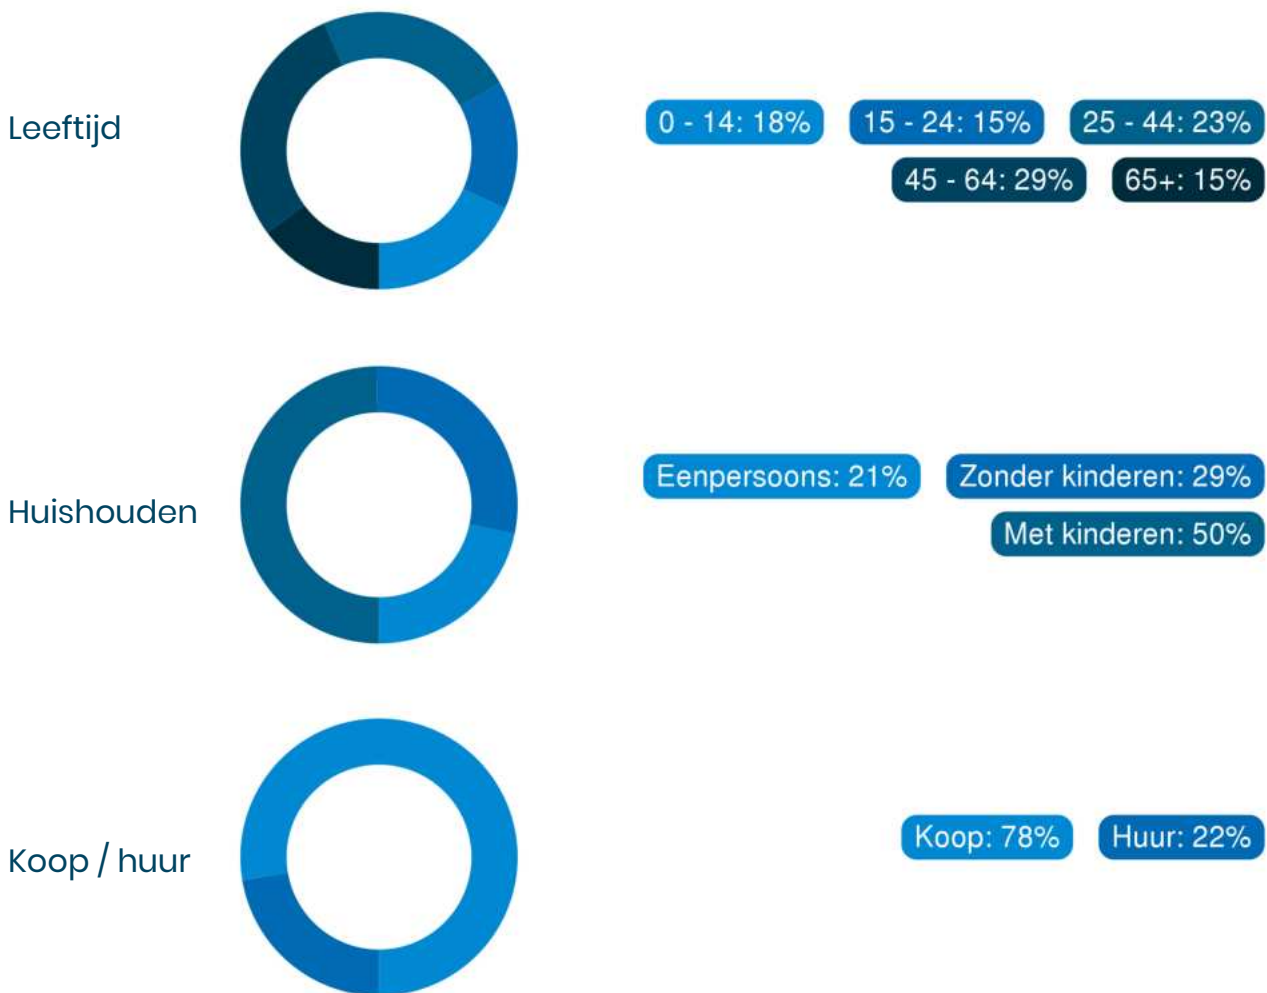 Leeftijd
0 - 14: 18% 15 - 24: 15% 25 - 44: 23%
45 - 64: 29% 65+: 15%
Huishouden
Eenpersoons: 21% Zonder kinderen: 29%
Met kinderen: 50%
Koop / huur
Koop: 78% Huur: 22%